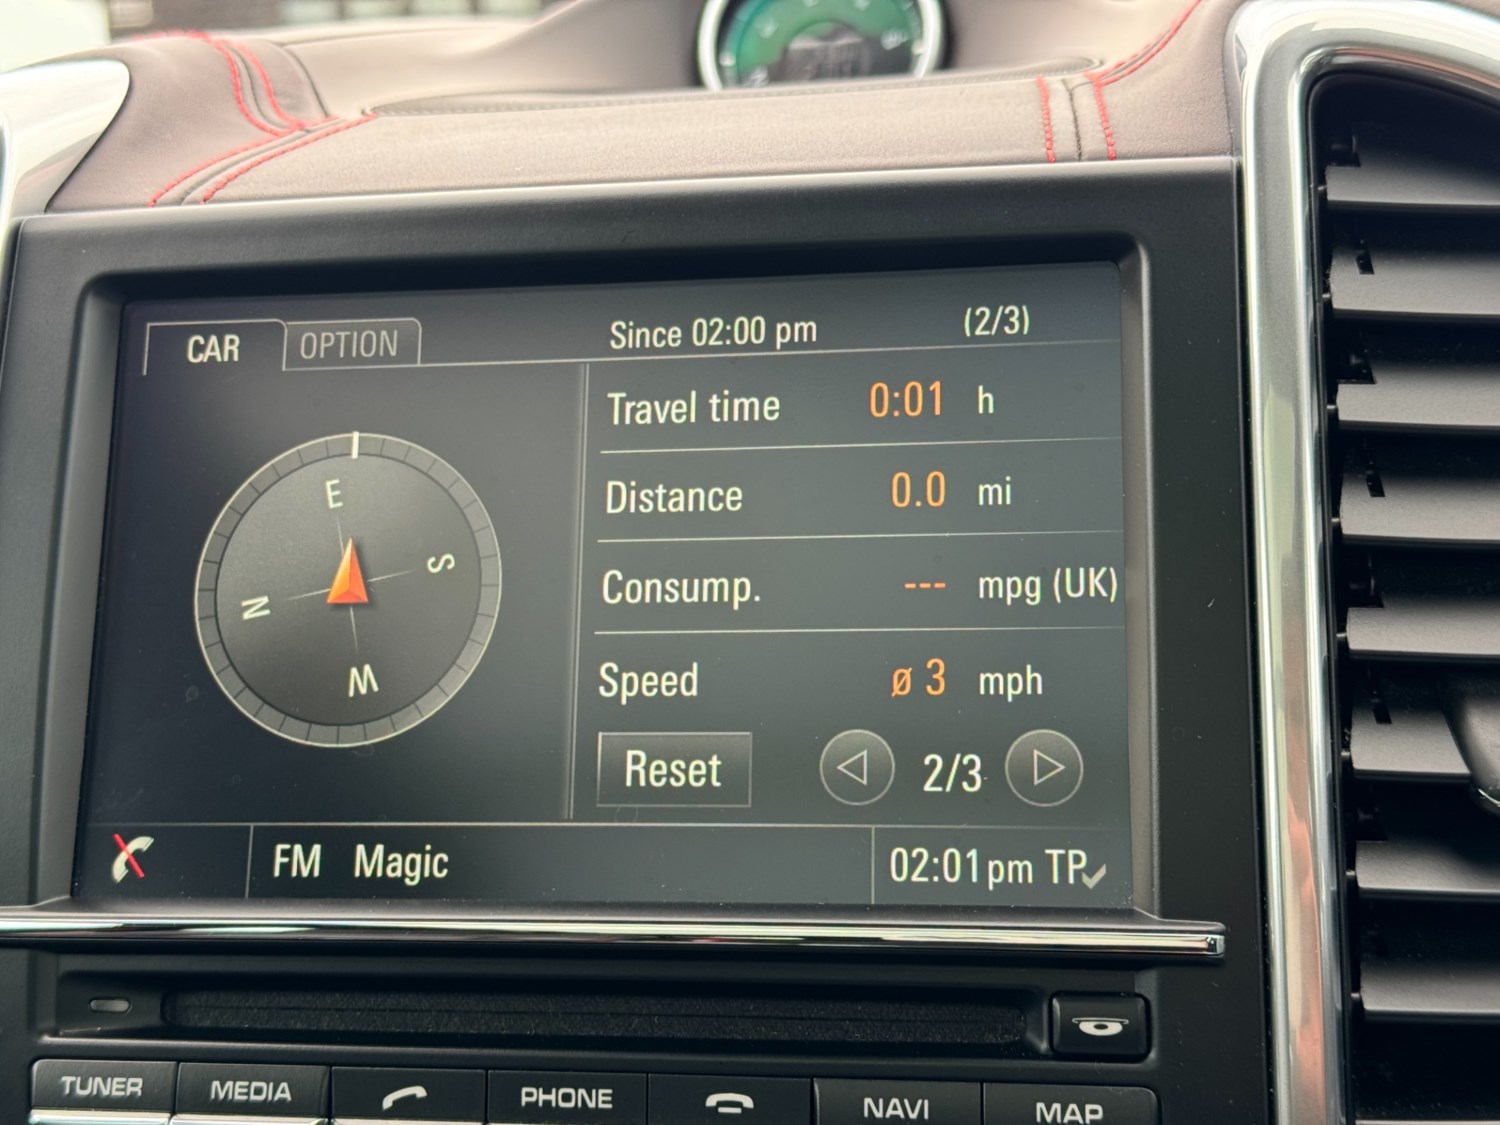 CAR OPTION Since 02:00 pm (2/3)
Travel time 0:01 h
Distance 0.0 mi
Consump. --- mpg (UK)
Speed ø 3 mph
E
S
N
W
Reset 2/3
FM Magic 02:01pm TP
TUNER MEDIA PHONE NAVI MAP